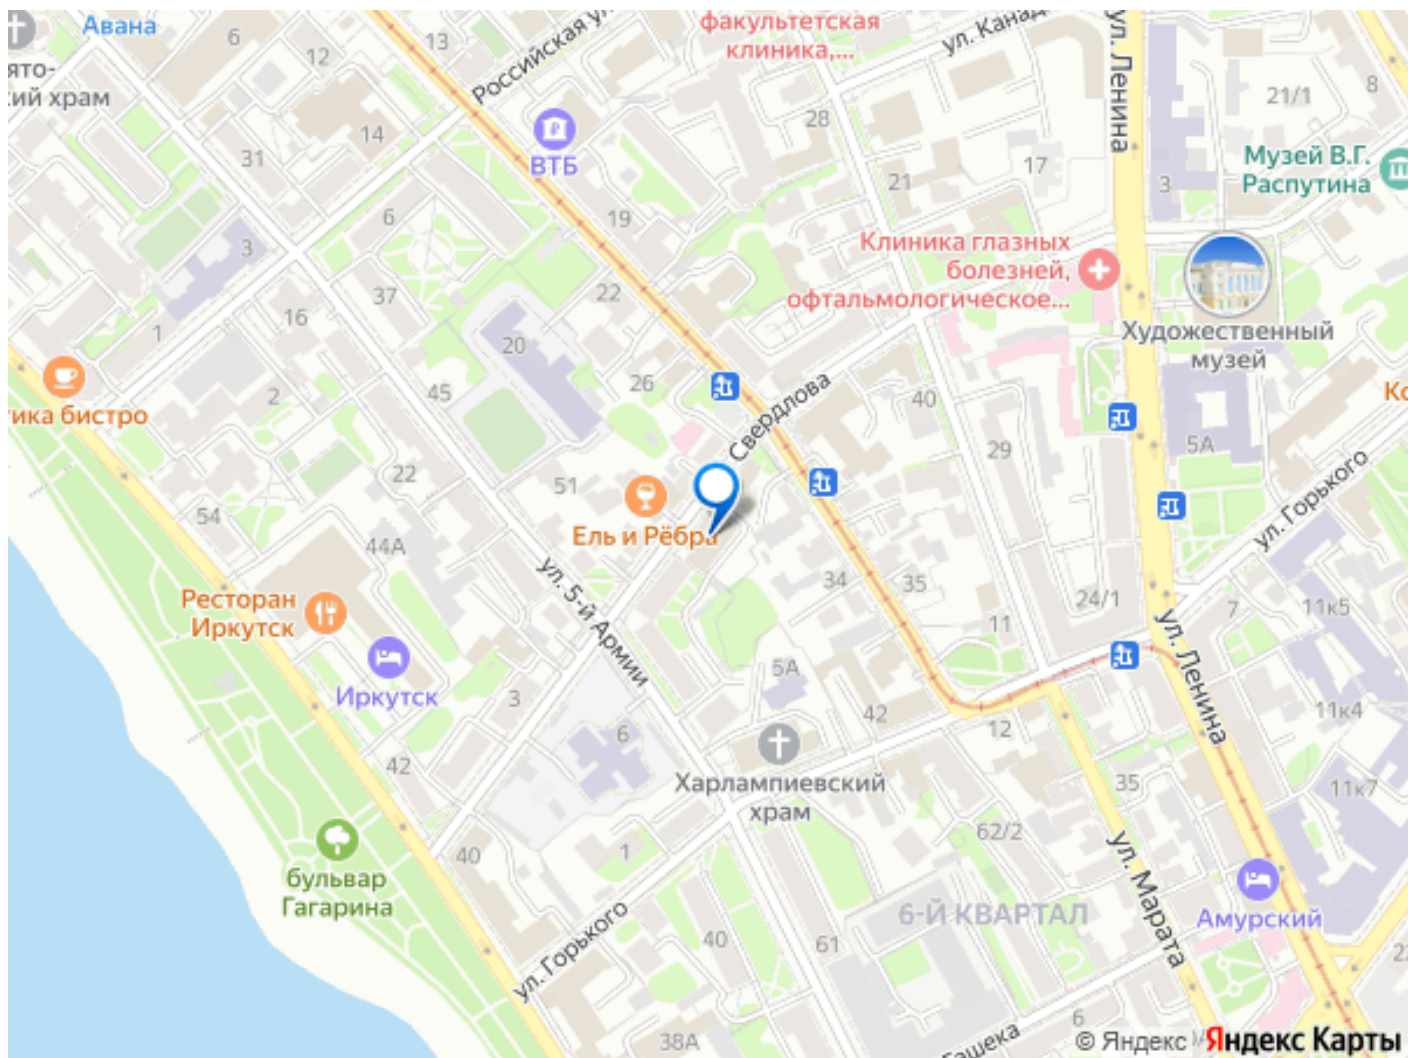 Авана
6
13
12
Российская у
факультетская
клиника,...
ул. Канад
ул. Ленина
8
21/1
ято-
ий храм
14
31
ВТБ
28
17
Музей В.Г.
Распутина
21
3
6
19
3
Клиника глазных
болезней,
офтальмологическое...
37
22
16
1
20
Художественный
музей
тика бистро
2
45
26
Свердлова
40
Ко
29
5А
22
51
54
44А
Ель и Рёбра
ул. Горького
ул. 5-й Армии
34
35
24/1
Ресторан
Иркутск
11
7
11к5
ул. Ленина
Иркутск
3
5А
42
6
12
11к4
42
Харлампиевский
храм
35
11к7
62/2
ул. Марата
40
1
бульвар
Гагарина
6-Й КВАРТАЛ
Амурский
ул. Горького
40
61
38А
6
© Яндекс
Яндекс Карты